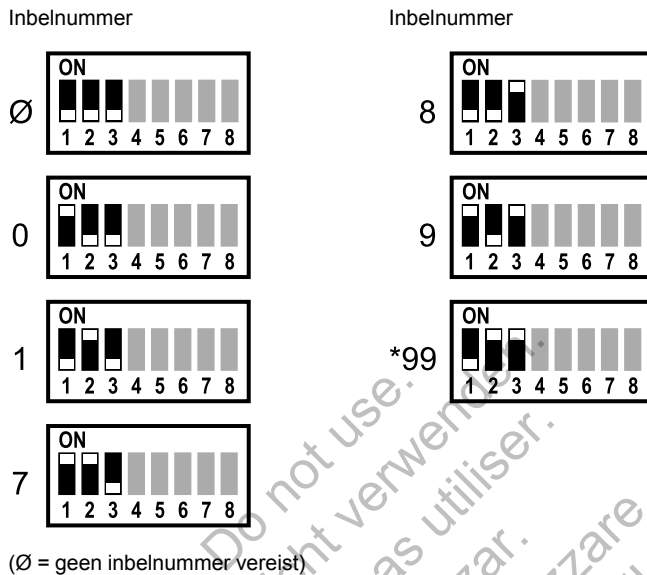 Inbelnummer
Ø
ON
1 2 3 4 5 6 7 8
0
ON
1 2 3 4 5 6 7 8
1
ON
1 2 3 4 5 6 7 8
7
ON
1 2 3 4 5 6 7 8
Inbelnummer
8
ON
1 2 3 4 5 6 7 8
9
ON
1 2 3 4 5 6 7 8
*99
ON
1 2 3 4 5 6 7 8
(Ø = geen inbelnummer vereist)
Do not use.
verwenden.
utiliser.